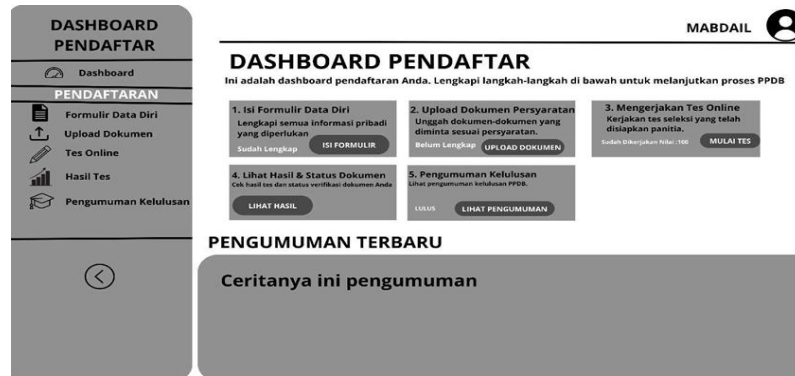 DASHBOARD
PENDAFTAR
Dashboard
PENDAFTARAN
Formulir Data Diri
Upload Dokumen
Tes Online
Hasil Tes
Pengumuman Kelulusan
MABDAIL
DASHBOARD PENDAFTAR
Ini adalah dashboard pendaftaran Anda. Lengkapi langkah-langkah di bawah untuk melanjutkan proses PPDB
1. Isi Formulir Data Diri
Lengkapi semua informasi pribadi
yang diperlukan
Sudah Lengkap
ISI FORMULIR
2. Upload Dokumen Persyaratan
Unggah dokumen-dokumen yang
diminta sesuai persyaratan.
Belum Lengkap
UPLOAD DOKUMEN
3. Mengerjakan Tes Online
Kerjakan tes seleksi yang telah
disiapkan panitia.
Sudah Dikerjakan Nilai :100
MULAI TES
4. Lihat Hasil & Status Dokumen
Cek hasil tes dan status verifikasi dokumen Anda
LIHAT HASIL
5. Pengumuman Kelulusan
Lihat pengumuman kelulusan PPDB.
LULUS
LIHAT PENGUMUMAN
PENGUMUMAN TERBARU
Ceritanya ini pengumuman